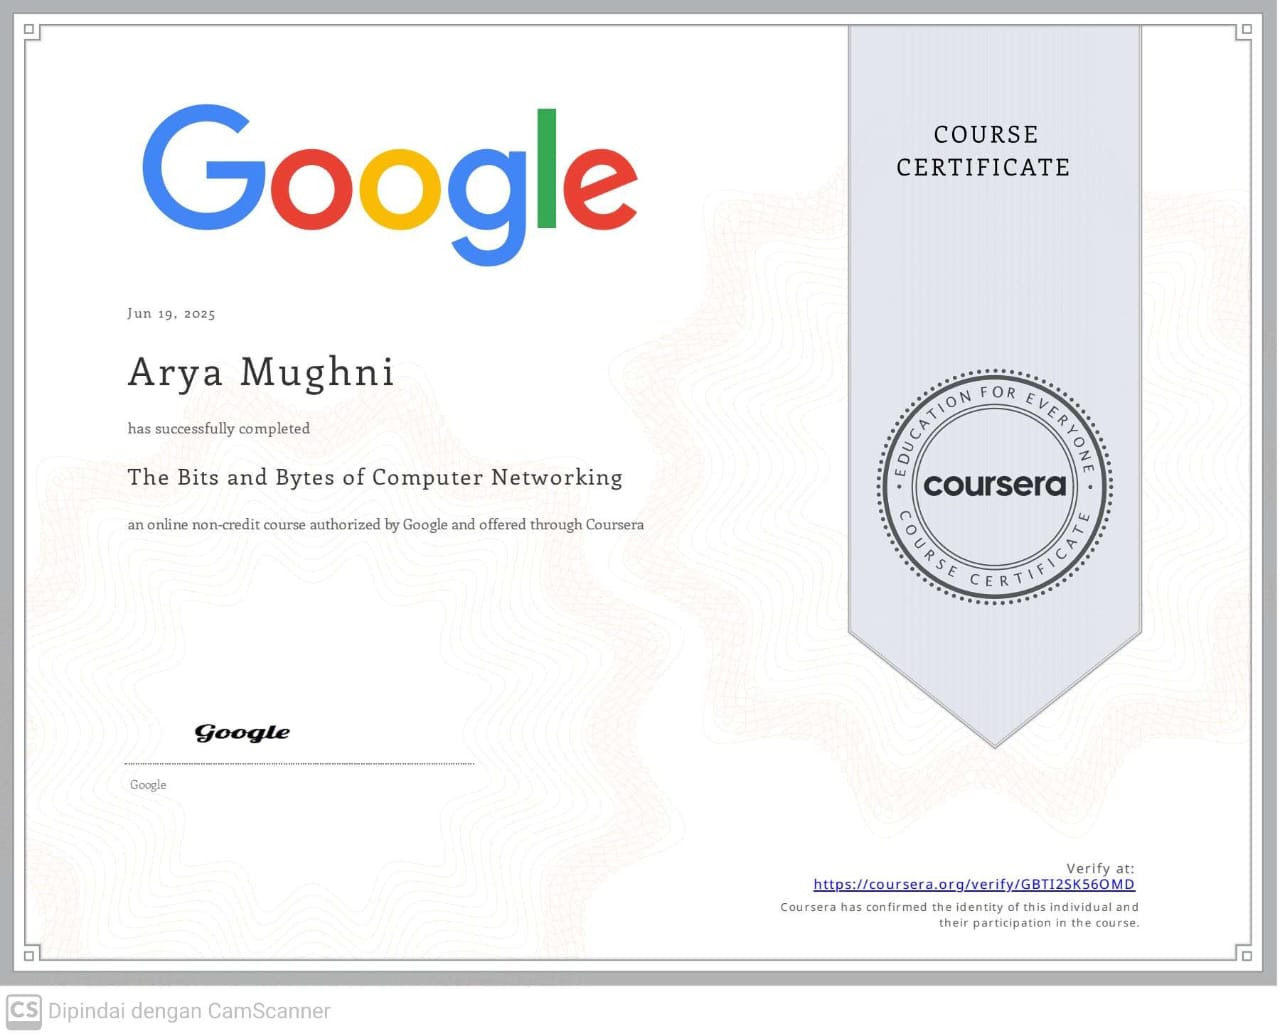 Google
COURSE
CERTIFICATE
Jun 19, 2025
Arya Mughni
has successfully completed
The Bits and Bytes of Computer Networking
an online non-credit course authorized by Google and offered through Coursera
EDUCATION FOR EVERYONE
coursera
COURSE CERTIFICATE
Google
Google
Verify at:
https://coursera.org/verify/GBTI2SK56OMD
Coursera has confirmed the identity of this individual and
their participation in the course.
CS Dipindai dengan CamScanner